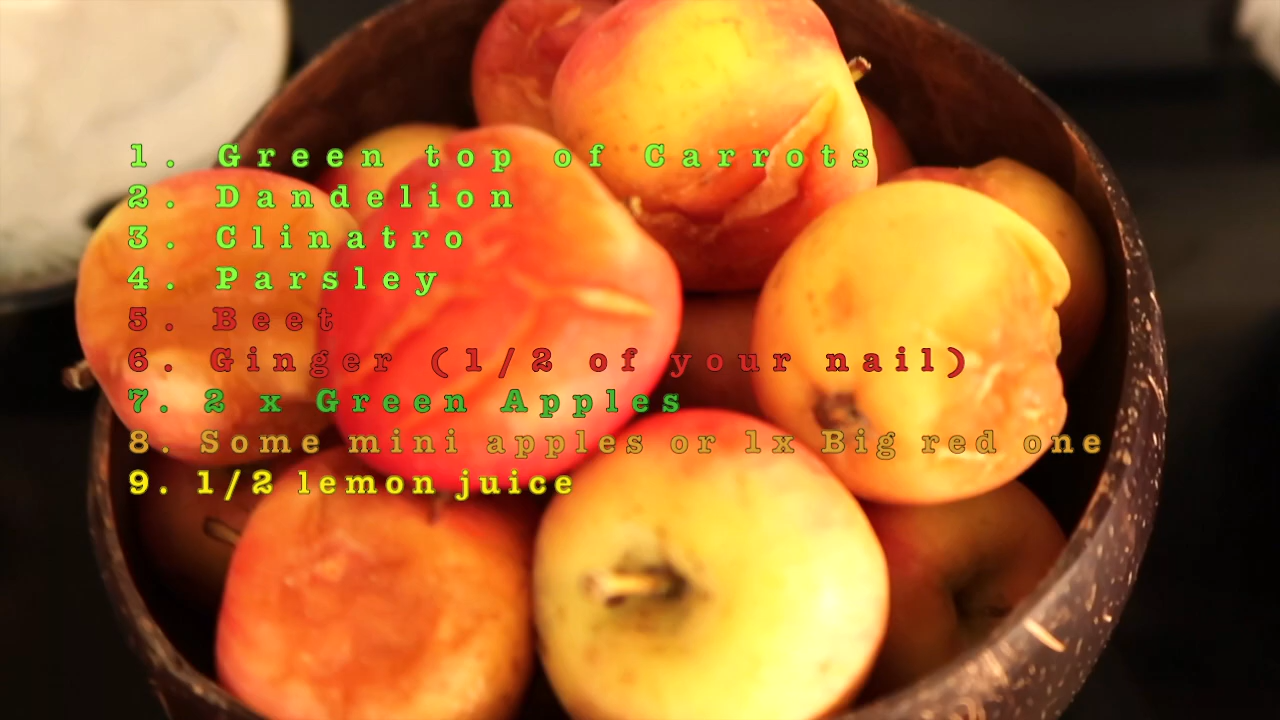 1. Green top of Carrots
2. Dandelion
3. Clinatro
4. Parsley
5. Beet
6. Ginger (1/2 of your nail)
7. 2 x Green Apples
8. Some mini apples or 1x Big red one
9. 1/2 lemon juice